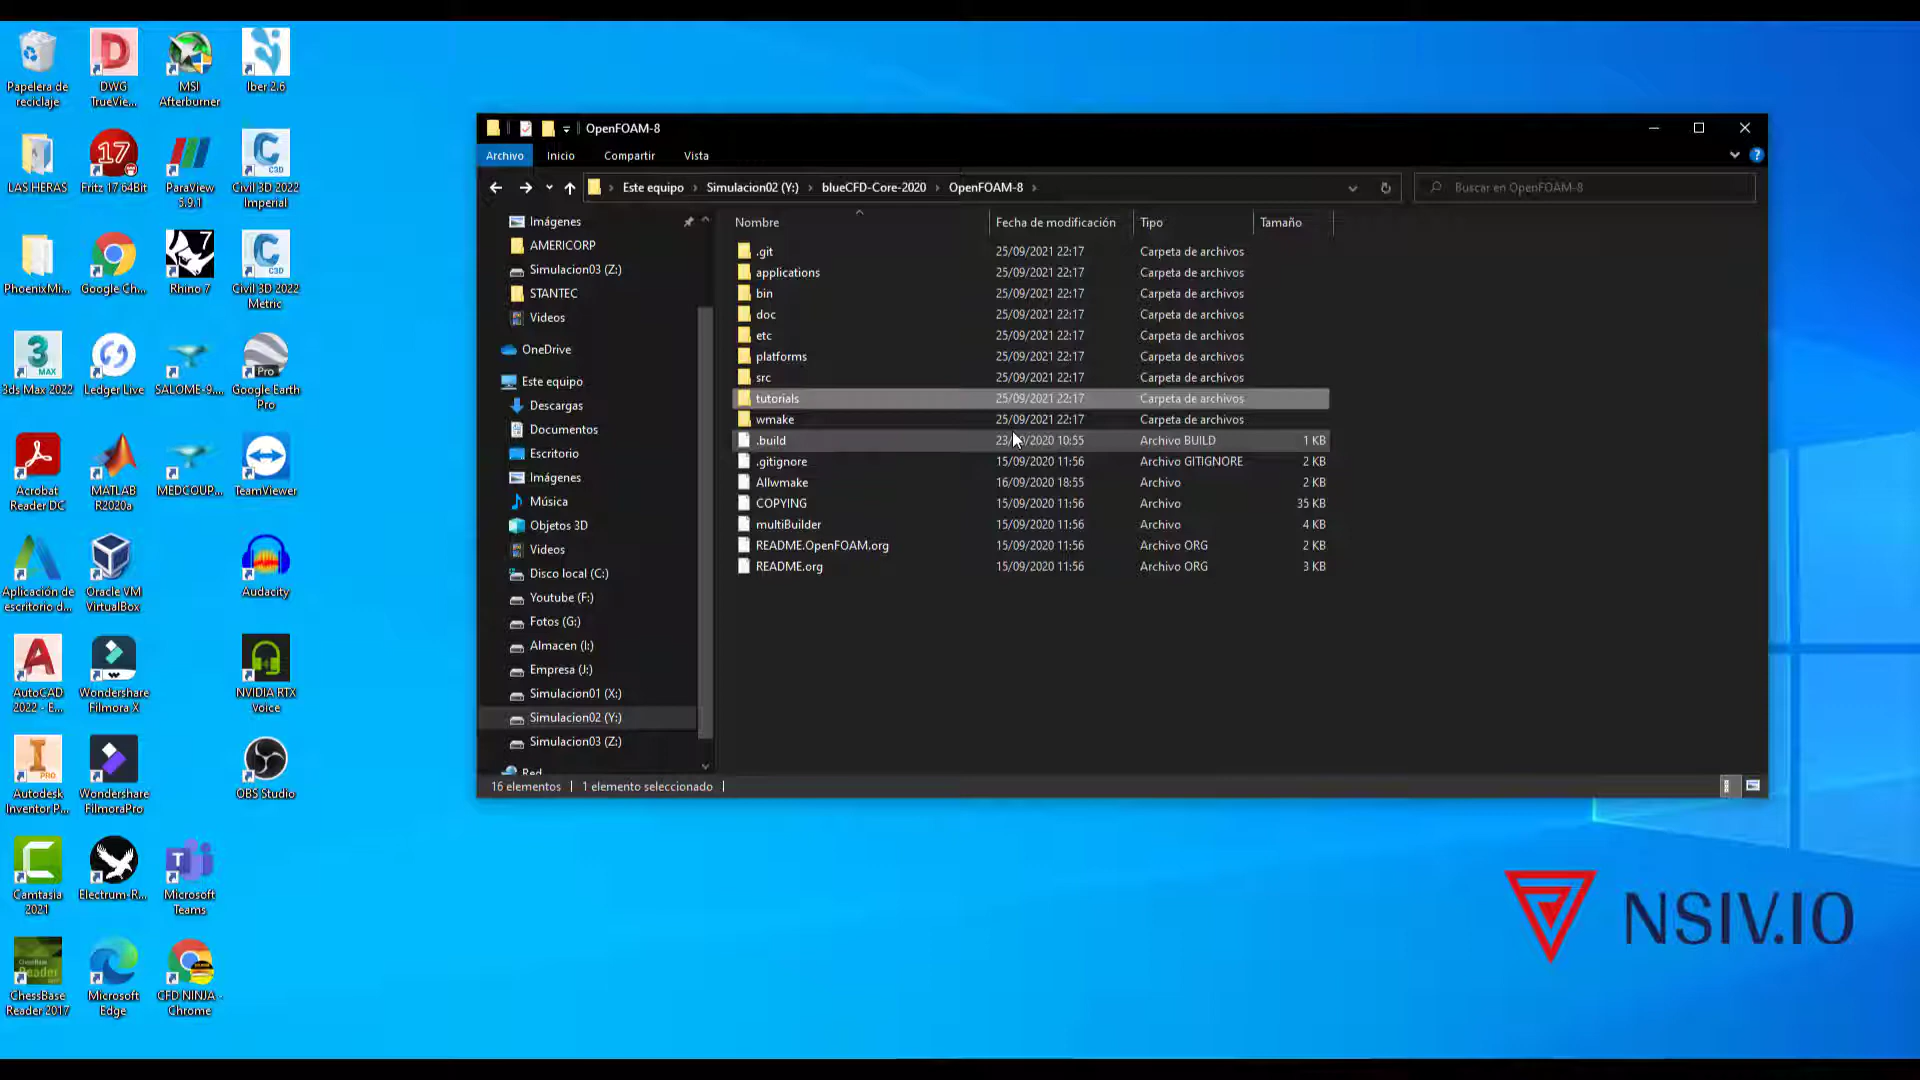 Papelera de
reciclaje
DWG
TrueVie...
MSI
Afterburner
Iber 2.6
LAS HERAS
Fritz 17 64Bit
ParaView
5.9.1
Civil 3D 2022
Imperial
PhoenixMi...
Google Ch...
Rhino 7
Civil 3D 2022
Metric
3ds Max 2022
Ledger Live
SALOME-9....
Google Earth
Pro
Acrobat
Reader DC
MATLAB
R2020a
MEDCOUP...
TeamViewer
Aplicación de
escritorio d...
Oracle VM
VirtualBox
Audacity
AutoCAD
2022 - E...
Wondershare
Filmora X
NVIDIA RTX
Voice
Autodesk
Inventor P...
Wondershare
FilmoraPro
OBS Studio
Camtasia
2021
Electrum-R...
Microsoft
Teams
ChessBase
Reader 2017
Microsoft
Edge
CFD NINJA -
Chrome
OpenFOAM-8
Archivo Inicio Compartir Vista
Este equipo Simulacion02 (Y:) blueCFD-Core-2020 OpenFOAM-8
Buscar en OpenFOAM-8
Imágenes
AMERICORP
Simulacion03 (Z:)
STANTEC
Videos
OneDrive
Este equipo
Descargas
Documentos
Escritorio
Imágenes
Música
Objetos 3D
Videos
Disco local (C:)
Youtube (F:)
Fotos (G:)
Almacen (I:)
Empresa (J:)
Simulacion01 (X:)
Simulacion02 (Y:)
Simulacion03 (Z:)
Red
Nombre Fecha de modificación Tipo Tamaño
.git 25/09/2021 22:17 Carpeta de archivos
applications 25/09/2021 22:17 Carpeta de archivos
bin 25/09/2021 22:17 Carpeta de archivos
doc 25/09/2021 22:17 Carpeta de archivos
etc 25/09/2021 22:17 Carpeta de archivos
platforms 25/09/2021 22:17 Carpeta de archivos
src 25/09/2021 22:17 Carpeta de archivos
tutorials 25/09/2021 22:17 Carpeta de archivos
wmake 25/09/2021 22:17 Carpeta de archivos
.build 10:55 Archivo BUILD 1 KB
.gitignore 15/09/2020 11:56 Archivo GITIGNORE 2 KB
Allwmake 16/09/2020 18:55 Archivo 2 KB
COPYING 15/09/2020 11:56 Archivo 35 KB
multiBuilder 15/09/2020 11:56 Archivo 4 KB
README.OpenFOAM.org 15/09/2020 11:56 Archivo ORG 2 KB
README.org 15/09/2020 11:56 Archivo ORG 3 KB
16 elementos 1 elemento seleccionado
NSIV.IO